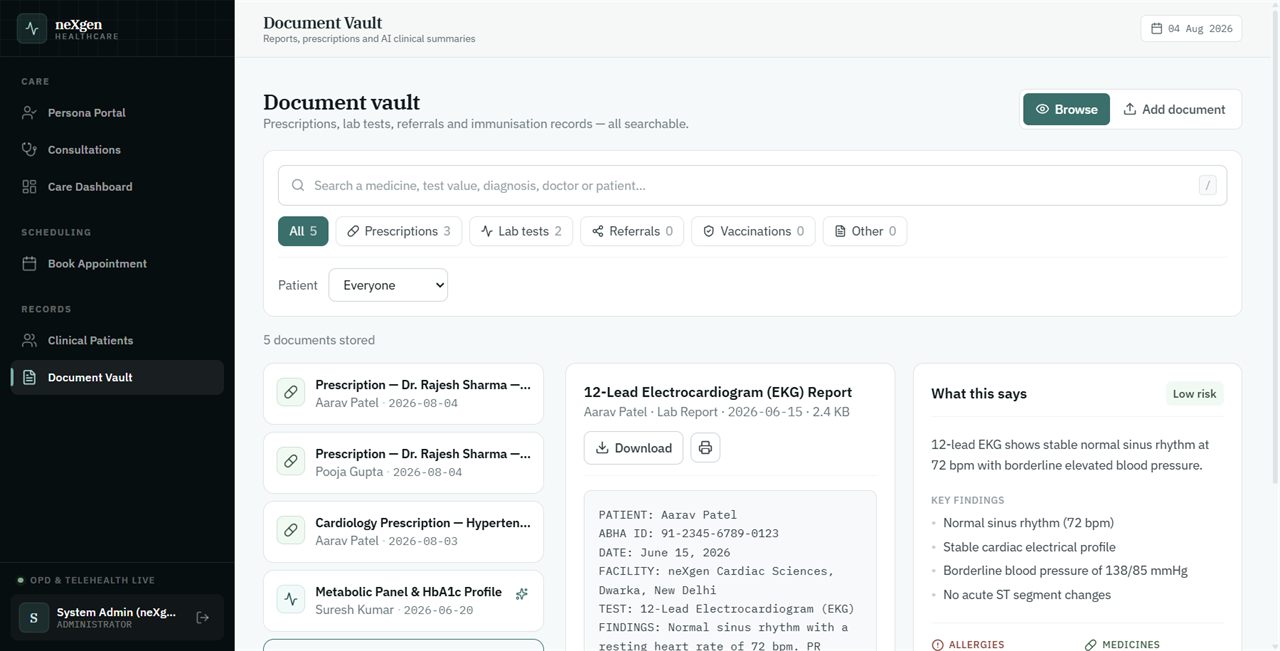 neXgen
HEALTHCARE
CARE
Persona Portal
Consultations
Care Dashboard
SCHEDULING
Book Appointment
RECORDS
Clinical Patients
Document Vault
OPD & TELEHEALTH LIVE
S
System Admin (neXg...
ADMINISTRATOR
Document Vault
Reports, prescriptions and AI clinical summaries
04 Aug 2026
Document vault
Prescriptions, lab tests, referrals and immunisation records — all searchable.
Browse
Add document
Search a medicine, test value, diagnosis, doctor or patient...
/
All 5
Prescriptions 3
Lab tests 2
Referrals 0
Vaccinations 0
Other 0
Patient
Everyone
5 documents stored
Prescription — Dr. Rajesh Sharma —...
Aarav Patel · 2026-08-04
Prescription — Dr. Rajesh Sharma —...
Pooja Gupta · 2026-08-04
Cardiology Prescription — Hyperten...
Aarav Patel · 2026-08-03
Metabolic Panel & HbA1c Profile
Suresh Kumar · 2026-06-20
12-Lead Electrocardiogram (EKG) Report
Aarav Patel · Lab Report · 2026-06-15 · 2.4 KB
Download
PATIENT: Aarav Patel
ABHA ID: 91-2345-6789-0123
DATE: June 15, 2026
FACILITY: neXgen Cardiac Sciences,
Dwarka, New Delhi
TEST: 12-Lead Electrocardiogram (EKG)
FINDINGS: Normal sinus rhythm with a
resting heart rate of 72 bpm. PR
What this says
Low risk
12-lead EKG shows stable normal sinus rhythm at
72 bpm with borderline elevated blood pressure.
KEY FINDINGS
Normal sinus rhythm (72 bpm)
Stable cardiac electrical profile
Borderline blood pressure of 138/85 mmHg
No acute ST segment changes
ALLERGIES
MEDICINES